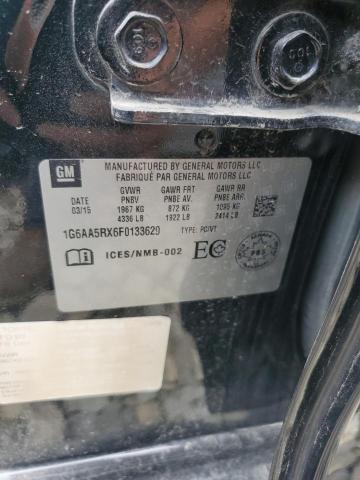 GM
MANUFACTURED BY GENERAL MOTORS LLC
FABRIQUÉ PAR GENERAL MOTORS LLC
GVWR GAWR FRT GAWR RR
DATE PNBV PNBE AV. PNBE ARR.
03/15 1967 KG 872 KG 1095 KG
4336 LB 1922 LB 2414 LB
1G6AA5RX6F0133629 TYPE: PC/VT
ICES/NMB-002 EC